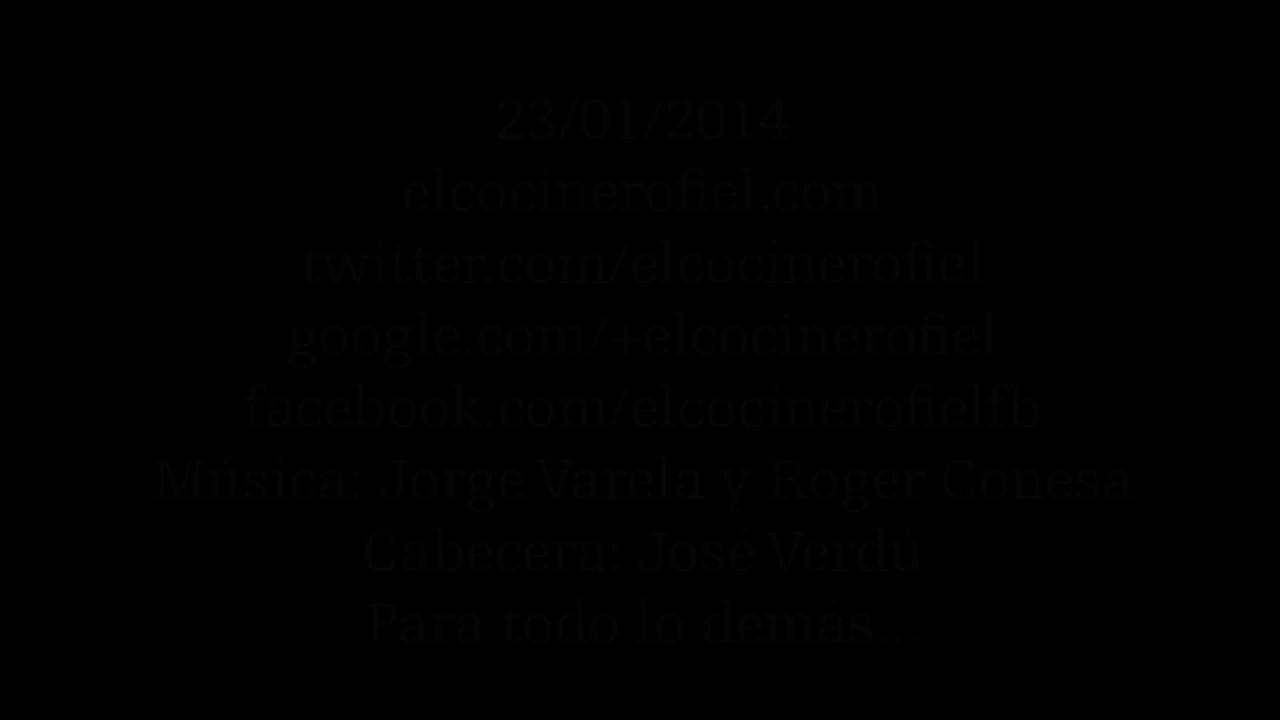 23/01/2014
elcocinerofiel.com
twitter.com/elcocinerofiel
google.com/+elcocinerofiel
facebook.com/elcocinerofielfb
Música: Jorge Varela y Roger Conesa
Cabecera: José Verdú
Para todo lo demás...